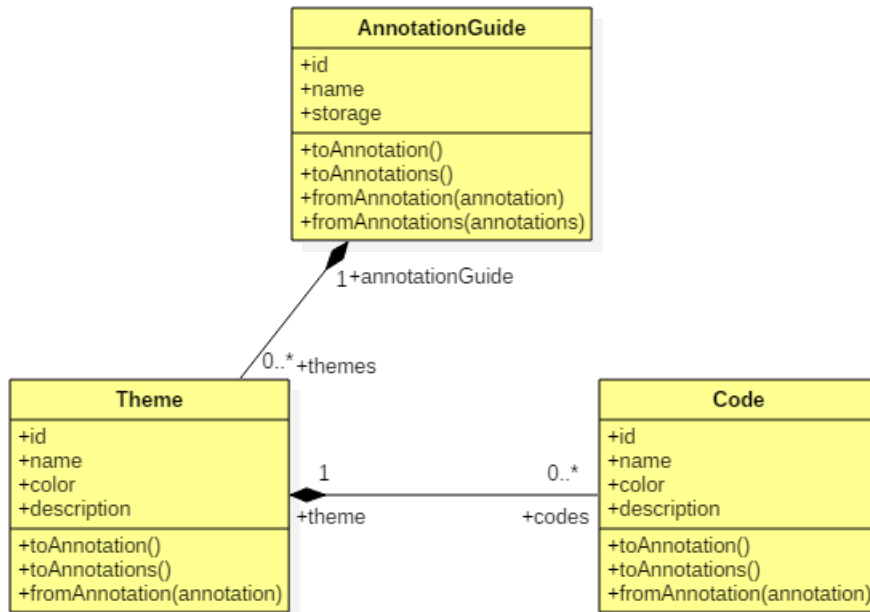 AnnotationGuide
+id
+name
+storage
+toAnnotation()
+toAnnotations()
+fromAnnotation(annotation)
+fromAnnotations(annotations)
1 +annotationGuide
0..* +themes
Theme
+id
+name
+color
+description
+toAnnotation()
+toAnnotations()
+fromAnnotation(annotation)
1
+theme
0..*
+codes
Code
+id
+name
+color
+description
+toAnnotation()
+toAnnotations()
+fromAnnotation(annotation)